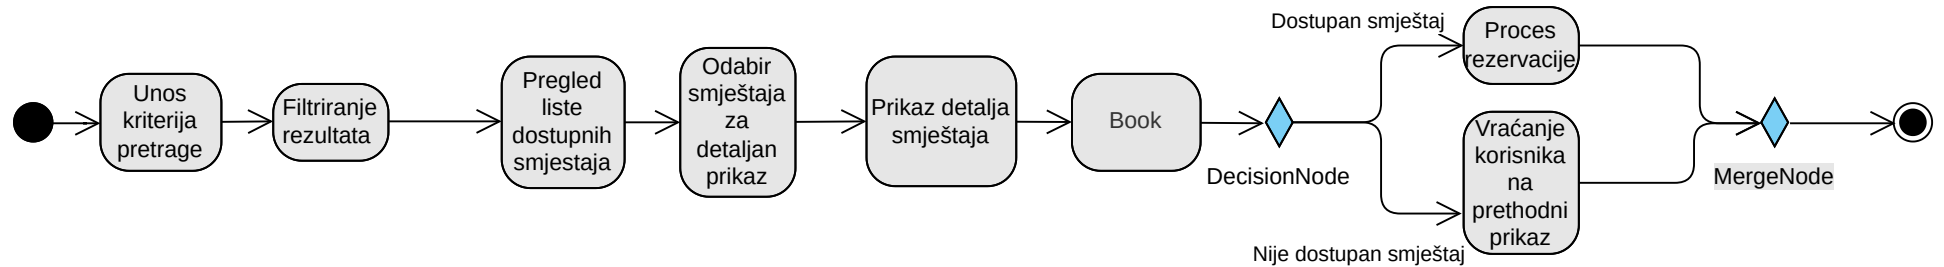 Unos
kriterija
pretrage
Filtriranje
rezultata
Pregled
liste
dostupnih
smjestaja
Odabir
smještaja
za
detaljan
prikaz
Prikaz detalja
smještaja
Book
DecisionNode
Dostupan smještaj
Proces
rezervacije
Nije dostupan smještaj
Vraćanje
korisnika
na
prethodni
prikaz
MergeNode